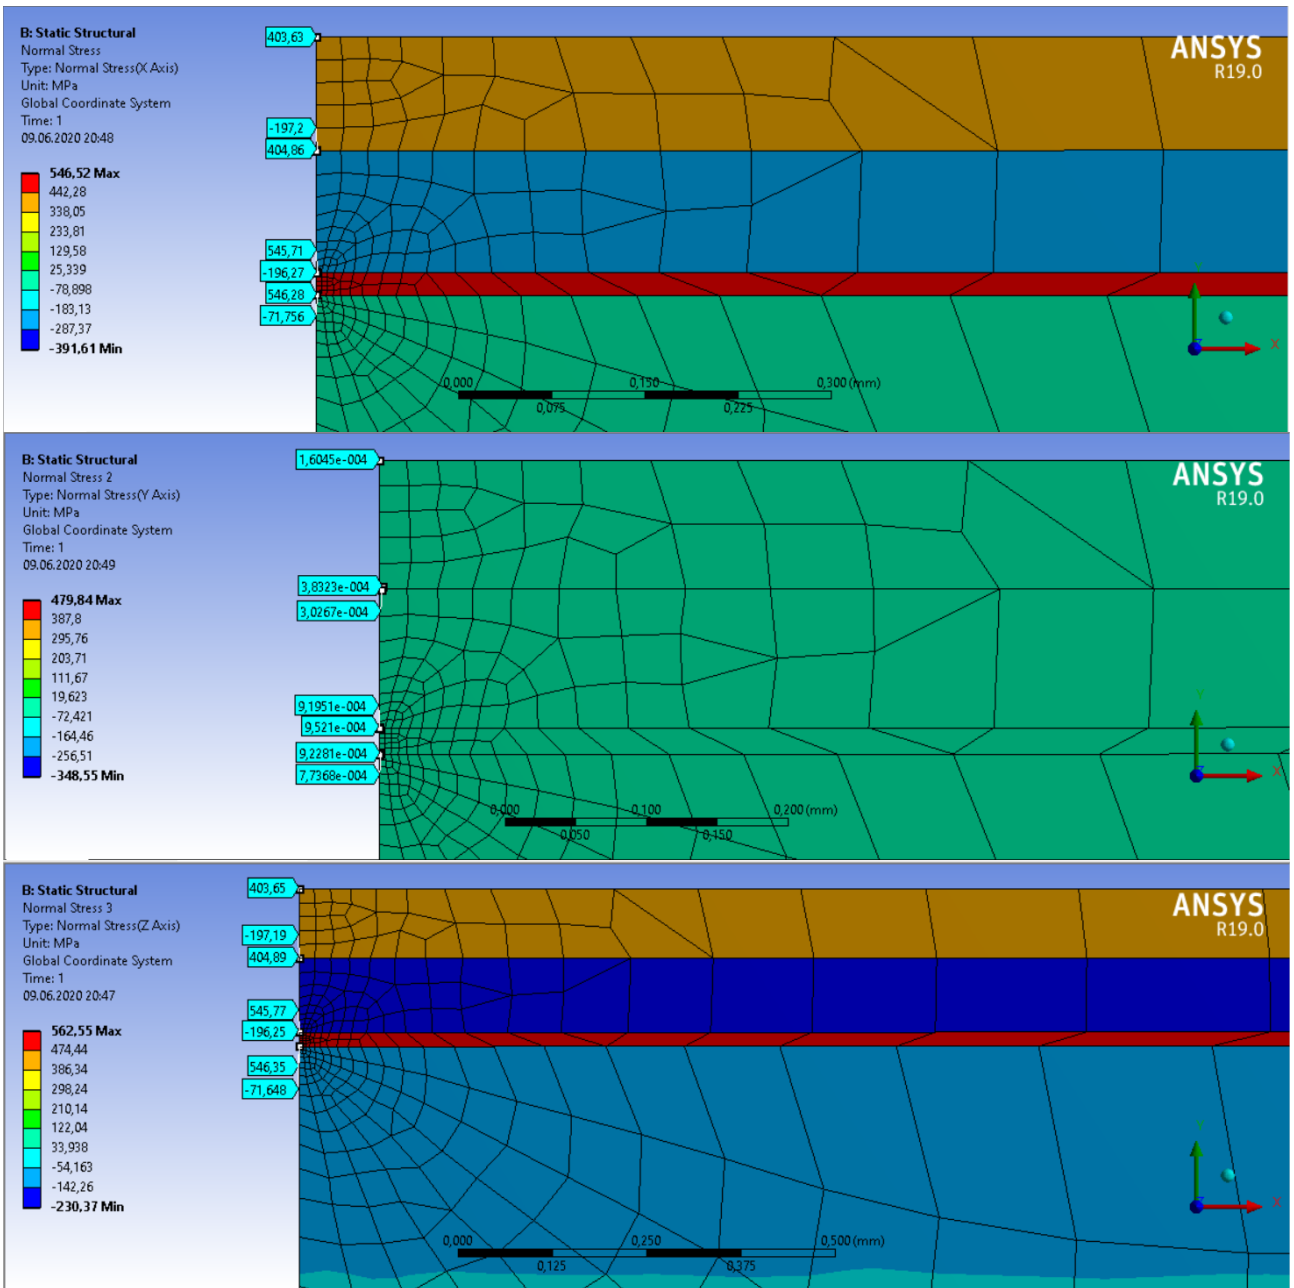 B: Static Structural
Normal Stress
Type: Normal Stress(X Axis)
Unit: MPa
Global Coordinate System
Time: 1
09.06.2020 20:48
546,52 Max
442,28
338,05
233,81
129,58
25,339
-78,898
-183,13
-287,37
-391,61 Min
403,63
-197,2
404,86
545,71
-196,27
546,28
-71,756
ANSYS
R19.0
Y
X
0,000
0,150
0,300 (mm)
0,075
0,225
B: Static Structural
Normal Stress 2
Type: Normal Stress(Y Axis)
Unit: MPa
Global Coordinate System
Time: 1
09.06.2020 20:49
479,84 Max
387,8
295,76
203,71
111,67
19,623
-72,421
-164,46
-256,51
-348,55 Min
1,6045e-004
3,8323e-004
3,0267e-004
9,1951e-004
9,521e-004
9,2281e-004
7,7368e-004
ANSYS
R19.0
Y
X
0,000
0,100
0,200 (mm)
0,050
0,150
B: Static Structural
Normal Stress 3
Type: Normal Stress(Z Axis)
Unit: MPa
Global Coordinate System
Time: 1
09.06.2020 20:47
562,55 Max
474,44
386,34
298,24
210,14
122,04
33,938
-54,163
-142,26
-230,37 Min
403,65
-197,19
404,89
545,77
-196,25
546,35
-71,648
ANSYS
R19.0
Y
X
0,000
0,250
0,500 (mm)
0,125
0,375